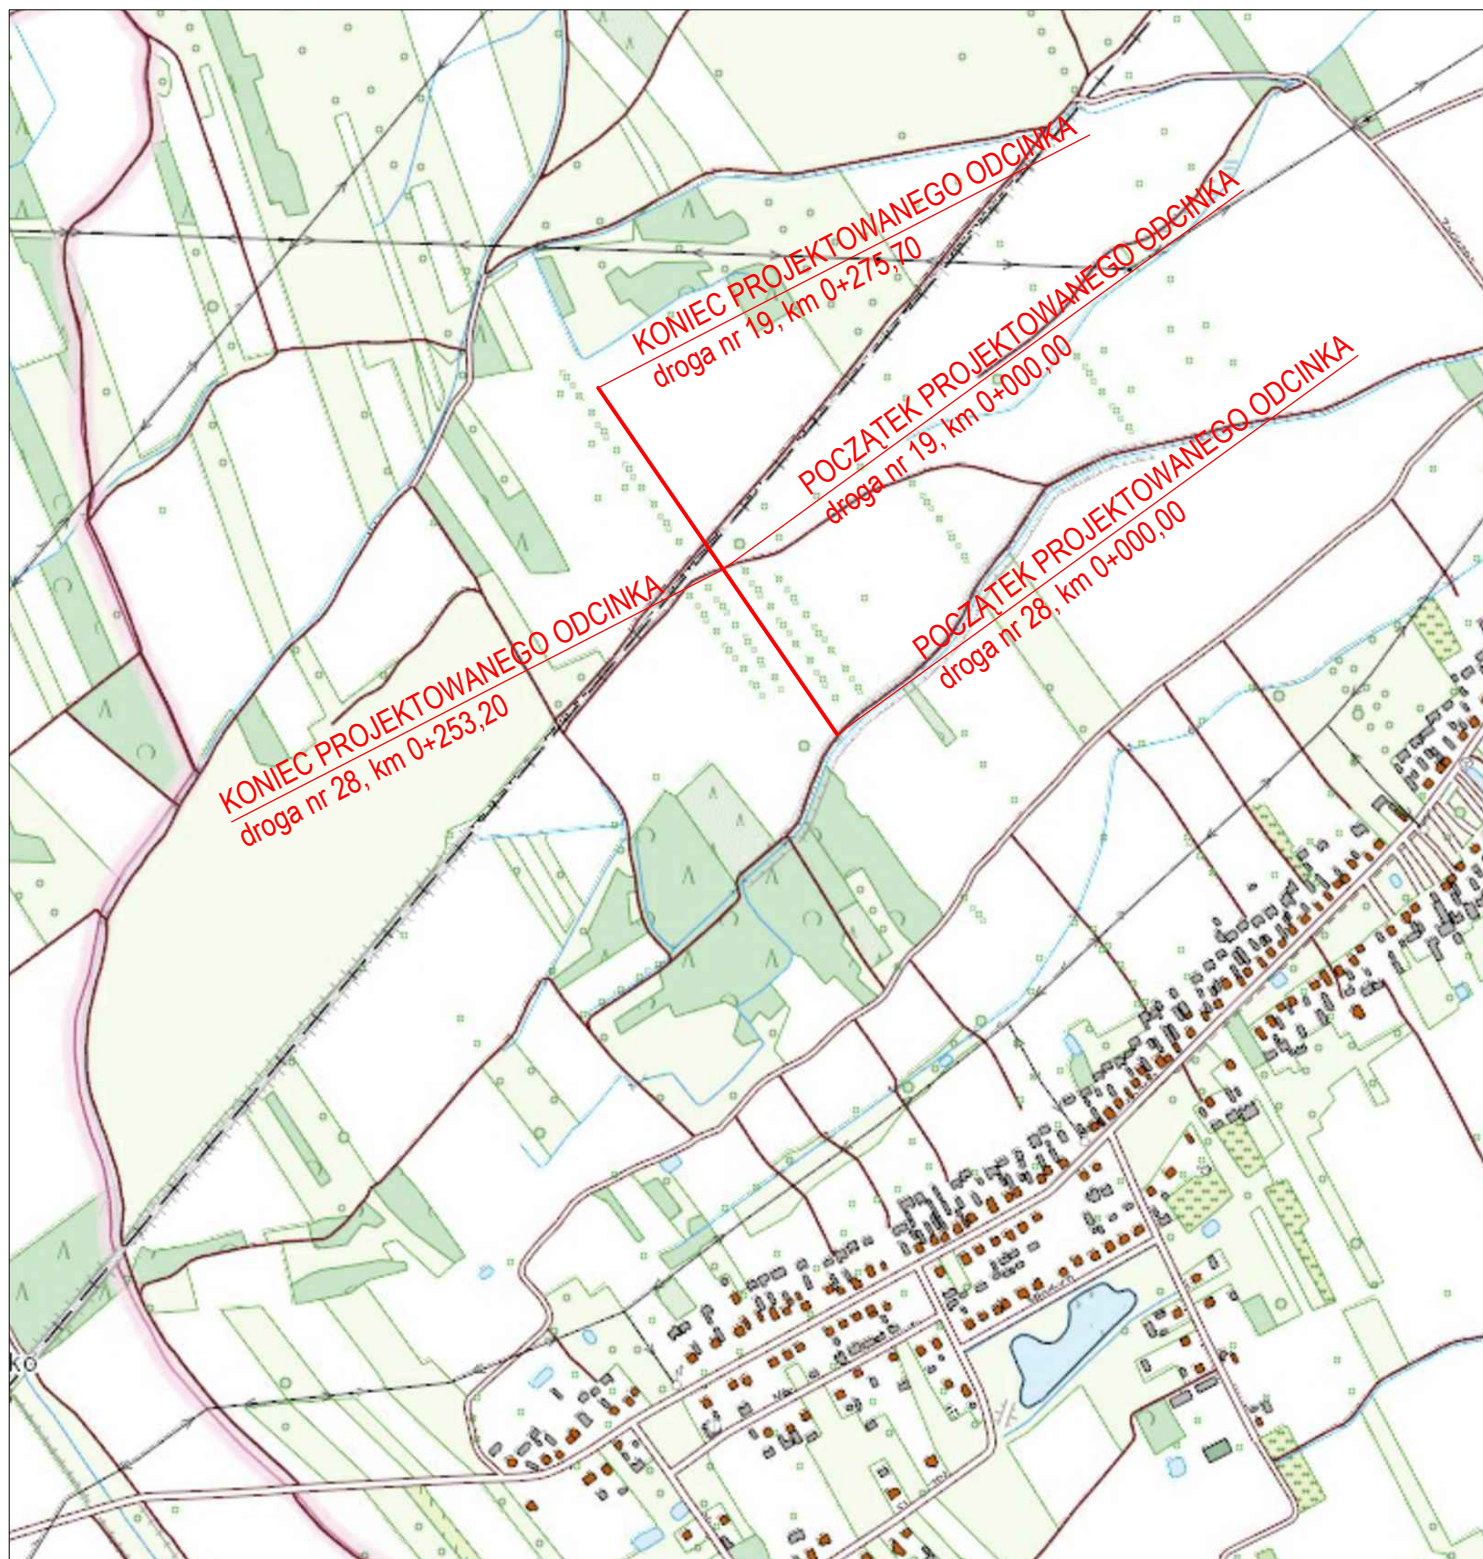 KONIEC PROJEKTOWANEGO ODCINKA
droga nr 19, km 0+275,70
POCZĄTEK PROJEKTOWANEGO ODCINKA
droga nr 19, km 0+000,00
POCZĄTEK PROJEKTOWANEGO ODCINKA
droga nr 28, km 0+000,00
KONIEC PROJEKTOWANEGO ODCINKA
droga nr 28, km 0+253,20
ko